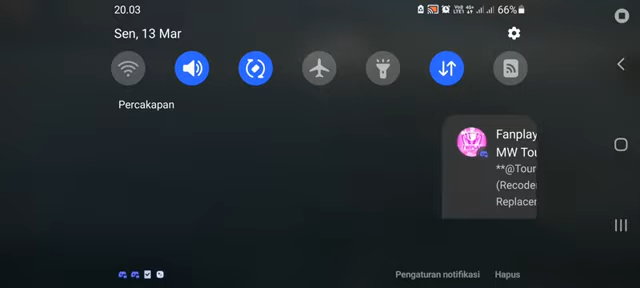 20.03
66%
Sen, 13 Mar
Percakapan
Fanplay
MW Tou
**@Tour
(Recode
Replacer
Pengaturan notifikasi
Hapus